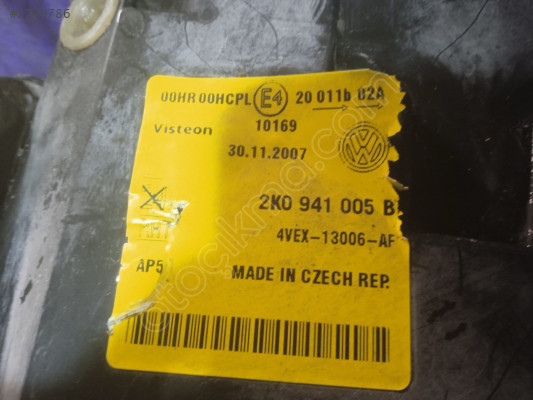 00HR 00HCPL E4 20 011b 02A
Visteon
10169
30.11.2007
2K0 941 005 B
4VEX-13006-AF
AP5
MADE IN CZECH REP.